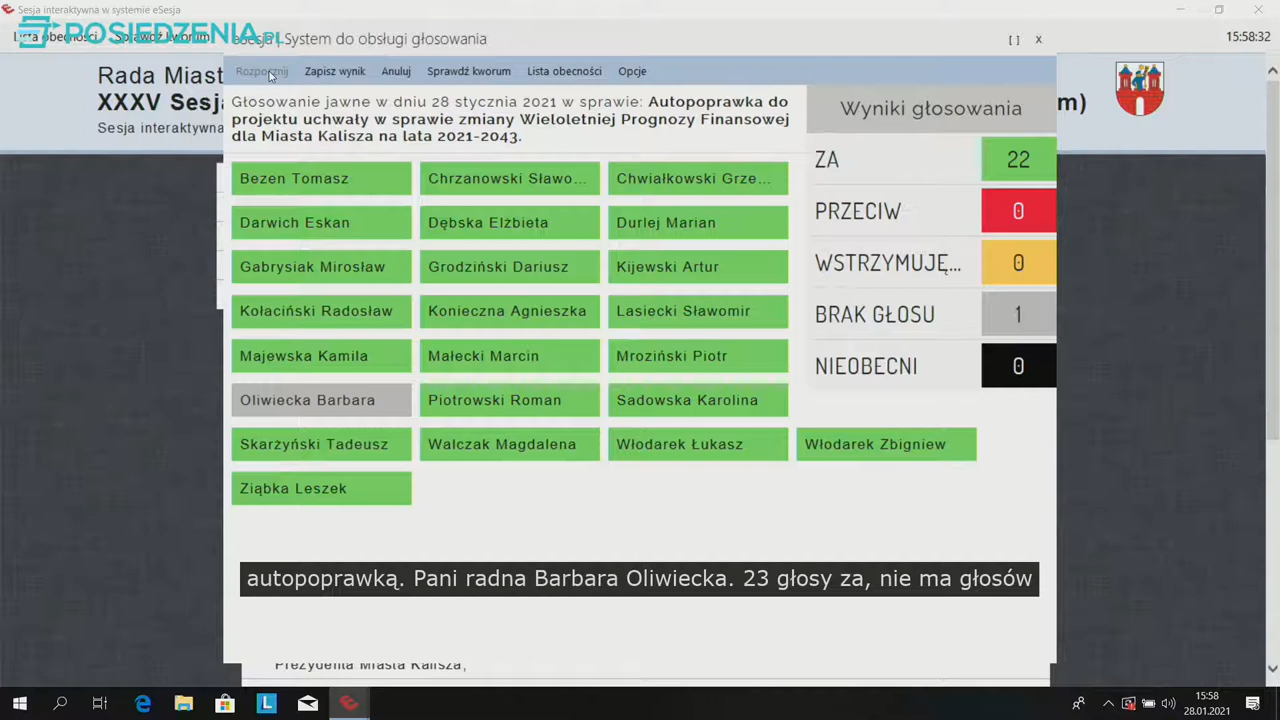 Sesja interaktywna w systemie eSesja
POSIEDZENIA.PL
Lista obecności Sprawdź kworum
eSesja | System do obsługi głosowania
[ ] x
15:58:32
Rozpocznij Zapisz wynik Anuluj Sprawdź kworum Lista obecności Opcje
Rada Miast
XXXV Sesj
m)
Sesja interaktywna
Głosowanie jawne w dniu 28 stycznia 2021 w sprawie: Autopoprawka do
projektu uchwały w sprawie zmiany Wieloletniej Prognozy Finansowej
dla Miasta Kalisza na lata 2021-2043.
Wyniki głosowania
ZA 22
PRZECIW 0
WSTRZYMUJĘ... 0
BRAK GŁOSU 1
NIEOBECNI 0
Bezen Tomasz Chrzanowski Sławo... Chwiałkowski Grze...
Darwich Eskan Dębska Elżbieta Durlej Marian
Gabrysiak Mirosław Grodziński Dariusz Kijewski Artur
Kołaciński Radosław Konieczna Agnieszka Lasiecki Sławomir
Majewska Kamila Małecki Marcin Mroziński Piotr
Oliwiecka Barbara Piotrowski Roman Sadowska Karolina
Skarżyński Tadeusz Walczak Magdalena Włodarek Łukasz Włodarek Zbigniew
Ziąbka Leszek
autopoprawką. Pani radna Barbara Oliwiecka. 23 głosy za, nie ma głosów
Prezydenta Miasta Kalisza,
15:58
28.01.2021